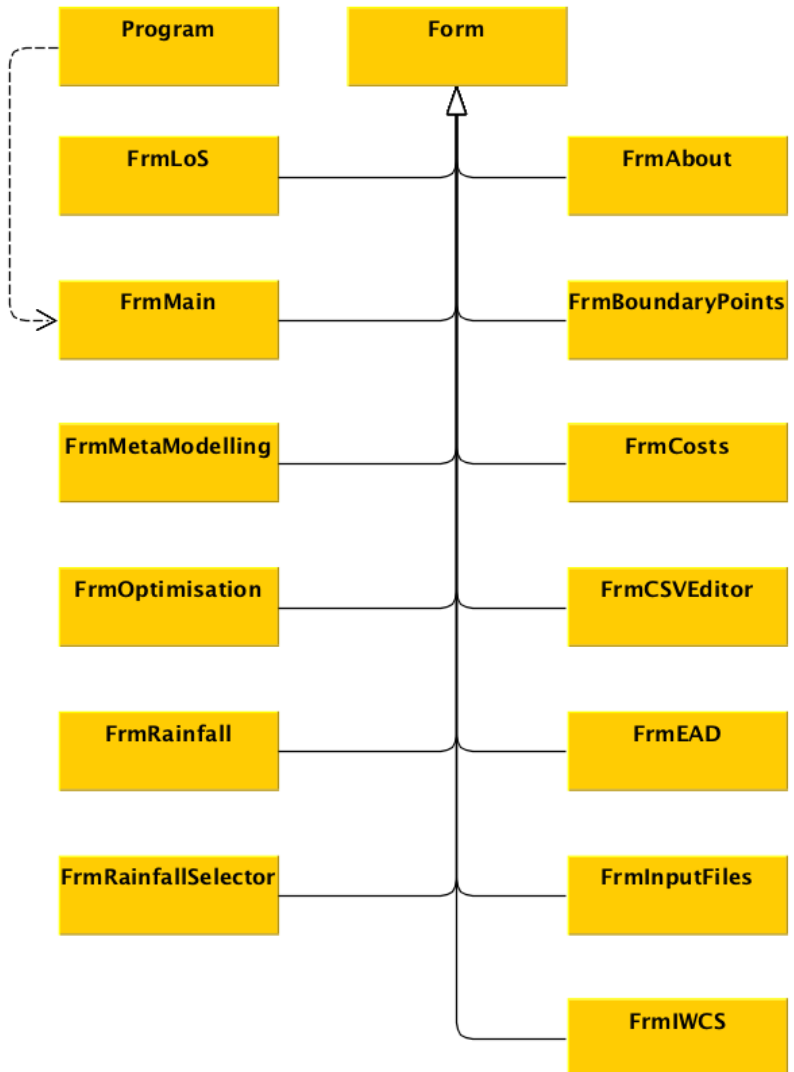 Program
Form
FrmLoS
FrmAbout
FrmMain
FrmBoundaryPoints
FrmMetaModelling
FrmCosts
FrmOptimisation
FrmCSVEditor
FrmRainfall
FrmEAD
FrmRainfallSelector
FrmInputFiles
FrmIWCS